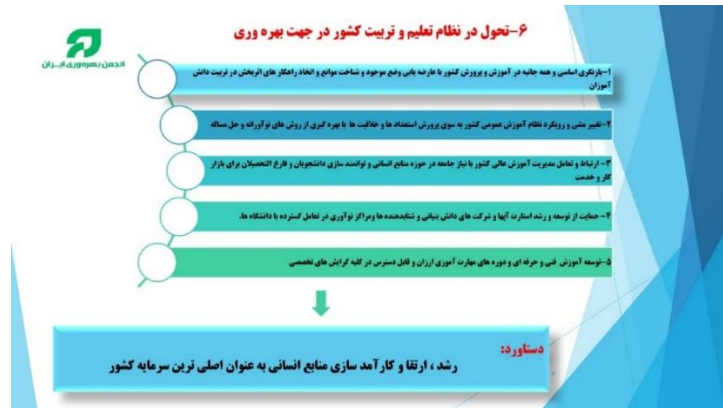 ۶-تحول در نظام تعلیم و تربیت کشور در جهت بهره وری
انجمن بهره‌وری ایران
۱-بازنگری اساسی و همه جانبه در آموزش و پرورش کشور با عارضه یابی وضع موجود و شناخت موانع و اتخاذ راهکار های اثربخش در تربیت دانش
آموزان
۲- تغییر مشی و رویکرد نظام آموزش عمومی کشور به سوی پرورش استعداد ها و خلاقیت ها با بهره گیری از روش های نوآورانه و حل مساله
۳- ارتباط و تعامل مدیریت آموزش عالی کشور با نیاز جامعه در حوزه منابع انسانی و توانمند سازی دانشجویان و فارغ التحصیلان برای بازار
کار و خدمت
۴- حمایت از توسعه و رشد استارت آپها و شرکت های دانش بنیانی و شتابدهنده ها ومراکز نوآوری در تعامل گسترده با دانشگاه ها.
۵-توسعه آموزش فنی و حرفه ای و دوره های مهارت آموزی ارزان و قابل دسترس در کلیه گرایش های تخصصی
دستاورد:
رشد ، ارتقا و کارآمد سازی منابع انسانی به عنوان اصلی ترین سرمایه کشور